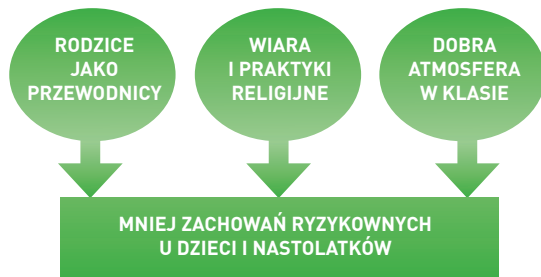 RODZICE
JAKO
PRZEWODNICY
WIARA
I PRAKTYKI
RELIGIJNE
DOBRA
ATMOSFERA
W KLASIE
MNIEJ ZACHOWAŃ RYZYKOWNYCH
U DZIECI I NASTOLATKÓW